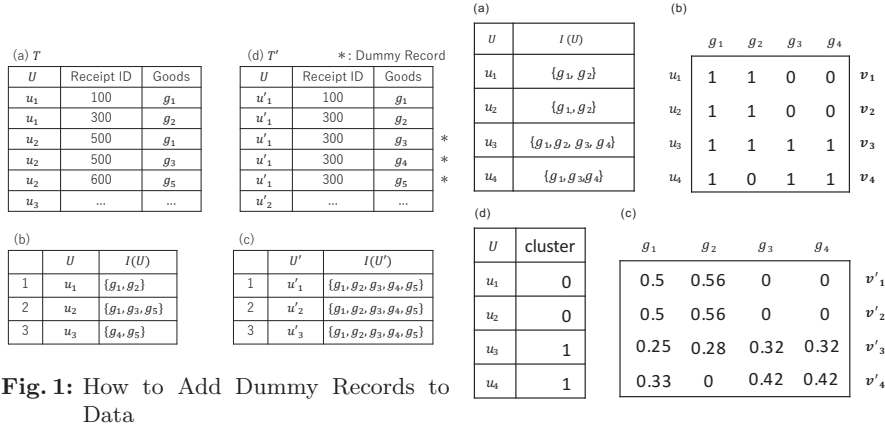 (a) T
U Receipt ID Goods
u₁ 100 g₁
u₁ 300 g₂
u₂ 500 g₁
u₂ 500 g₃
u₂ 600 g₅
u₃ ... ...
(d) T′ *: Dummy Record
U Receipt ID Goods
u′₁ 100 g₁
u′₁ 300 g₂
u′₁ 300 g₃ *
u′₁ 300 g₄ *
u′₁ 300 g₅ *
u′₂ ... ...
(b)
U I(U)
1 u₁ {g₁, g₂}
2 u₂ {g₁, g₃, g₅}
3 u₃ {g₄, g₅}
(c)
U′ I(U′)
1 u′₁ {g₁, g₂, g₃, g₄, g₅}
2 u′₂ {g₁, g₂, g₃, g₄, g₅}
3 u′₃ {g₁, g₂, g₃, g₄, g₅}
Fig. 1: How to Add Dummy Records to
Data
(a)
U I(U)
u₁ {g₁, g₂}
u₂ {g₁, g₂}
u₃ {g₁, g₂, g₃, g₄}
u₄ {g₁, g₃, g₄}
(b)
g₁ g₂ g₃ g₄
u₁ 1 1 0 0 v₁
u₂ 1 1 0 0 v₂
u₃ 1 1 1 1 v₃
u₄ 1 0 1 1 v₄
(d)
U cluster
u₁ 0
u₂ 0
u₃ 1
u₄ 1
(c)
g₁ g₂ g₃ g₄
0.5 0.56 0 0 v′₁
0.5 0.56 0 0 v′₂
0.25 0.28 0.32 0.32 v′₃
0.33 0 0.42 0.42 v′₄